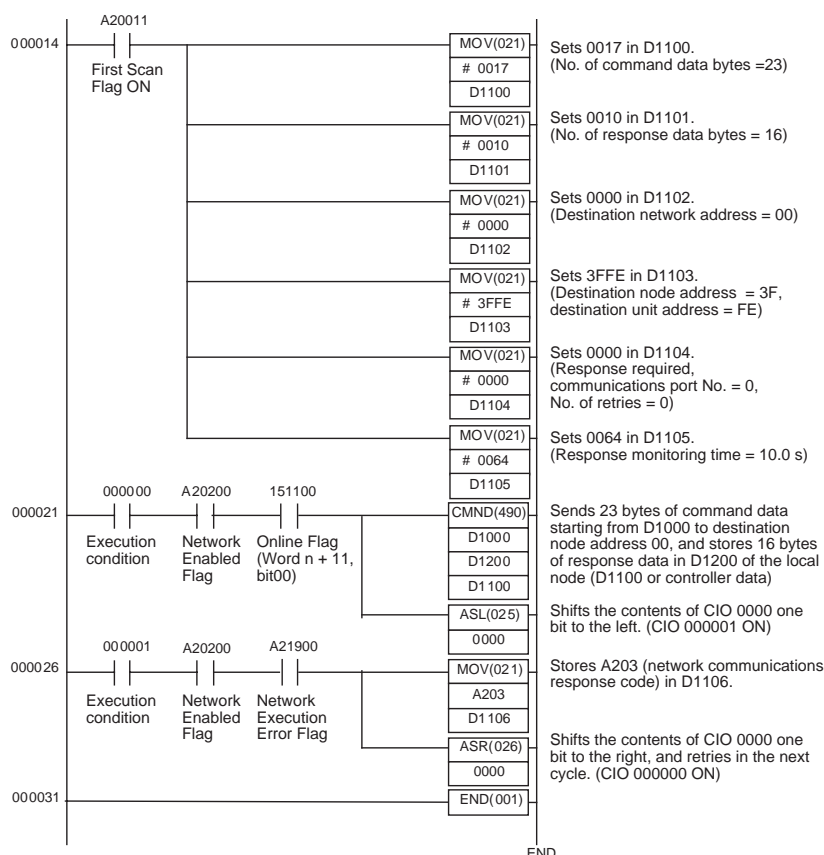 A20011
000014
First Scan
Flag ON
MOV(021)
# 0017
D1100
Sets 0017 in D1100.
(No. of command data bytes =23)
MOV(021)
# 0010
D1101
Sets 0010 in D1101.
(No. of response data bytes = 16)
MOV(021)
# 0000
D1102
Sets 0000 in D1102.
(Destination network address = 00)
MOV(021)
# 3FFE
D1103
Sets 3FFE in D1103.
(Destination node address = 3F,
destination unit address = FE)
MOV(021)
# 0000
D1104
Sets 0000 in D1104.
(Response required,
communications port No. = 0,
No. of retries = 0)
MOV(021)
# 0064
D1105
Sets 0064 in D1105.
(Response monitoring time = 10.0 s)
000000 A20200 151100
000021
Execution
condition
Network
Enabled
Flag
Online Flag
(Word n + 11,
bit00)
CMND(490)
D1000
D1200
D1100
Sends 23 bytes of command data
starting from D1000 to destination
node address 00, and stores 16 bytes
of response data in D1200 of the local
node (D1100 or controller data)
ASL(025)
0000
Shifts the contents of CIO 0000 one
bit to the left. (CIO 000001 ON)
000001 A20200 A21900
000026
Execution
condition
Network
Enabled
Flag
Network
Execution
Error Flag
MOV(021)
A203
D1106
Stores A203 (network communications
response code) in D1106.
ASR(026)
0000
Shifts the contents of CIO 0000 one
bit to the right, and retries in the next
cycle. (CIO 000000 ON)
000031
END(001)
END